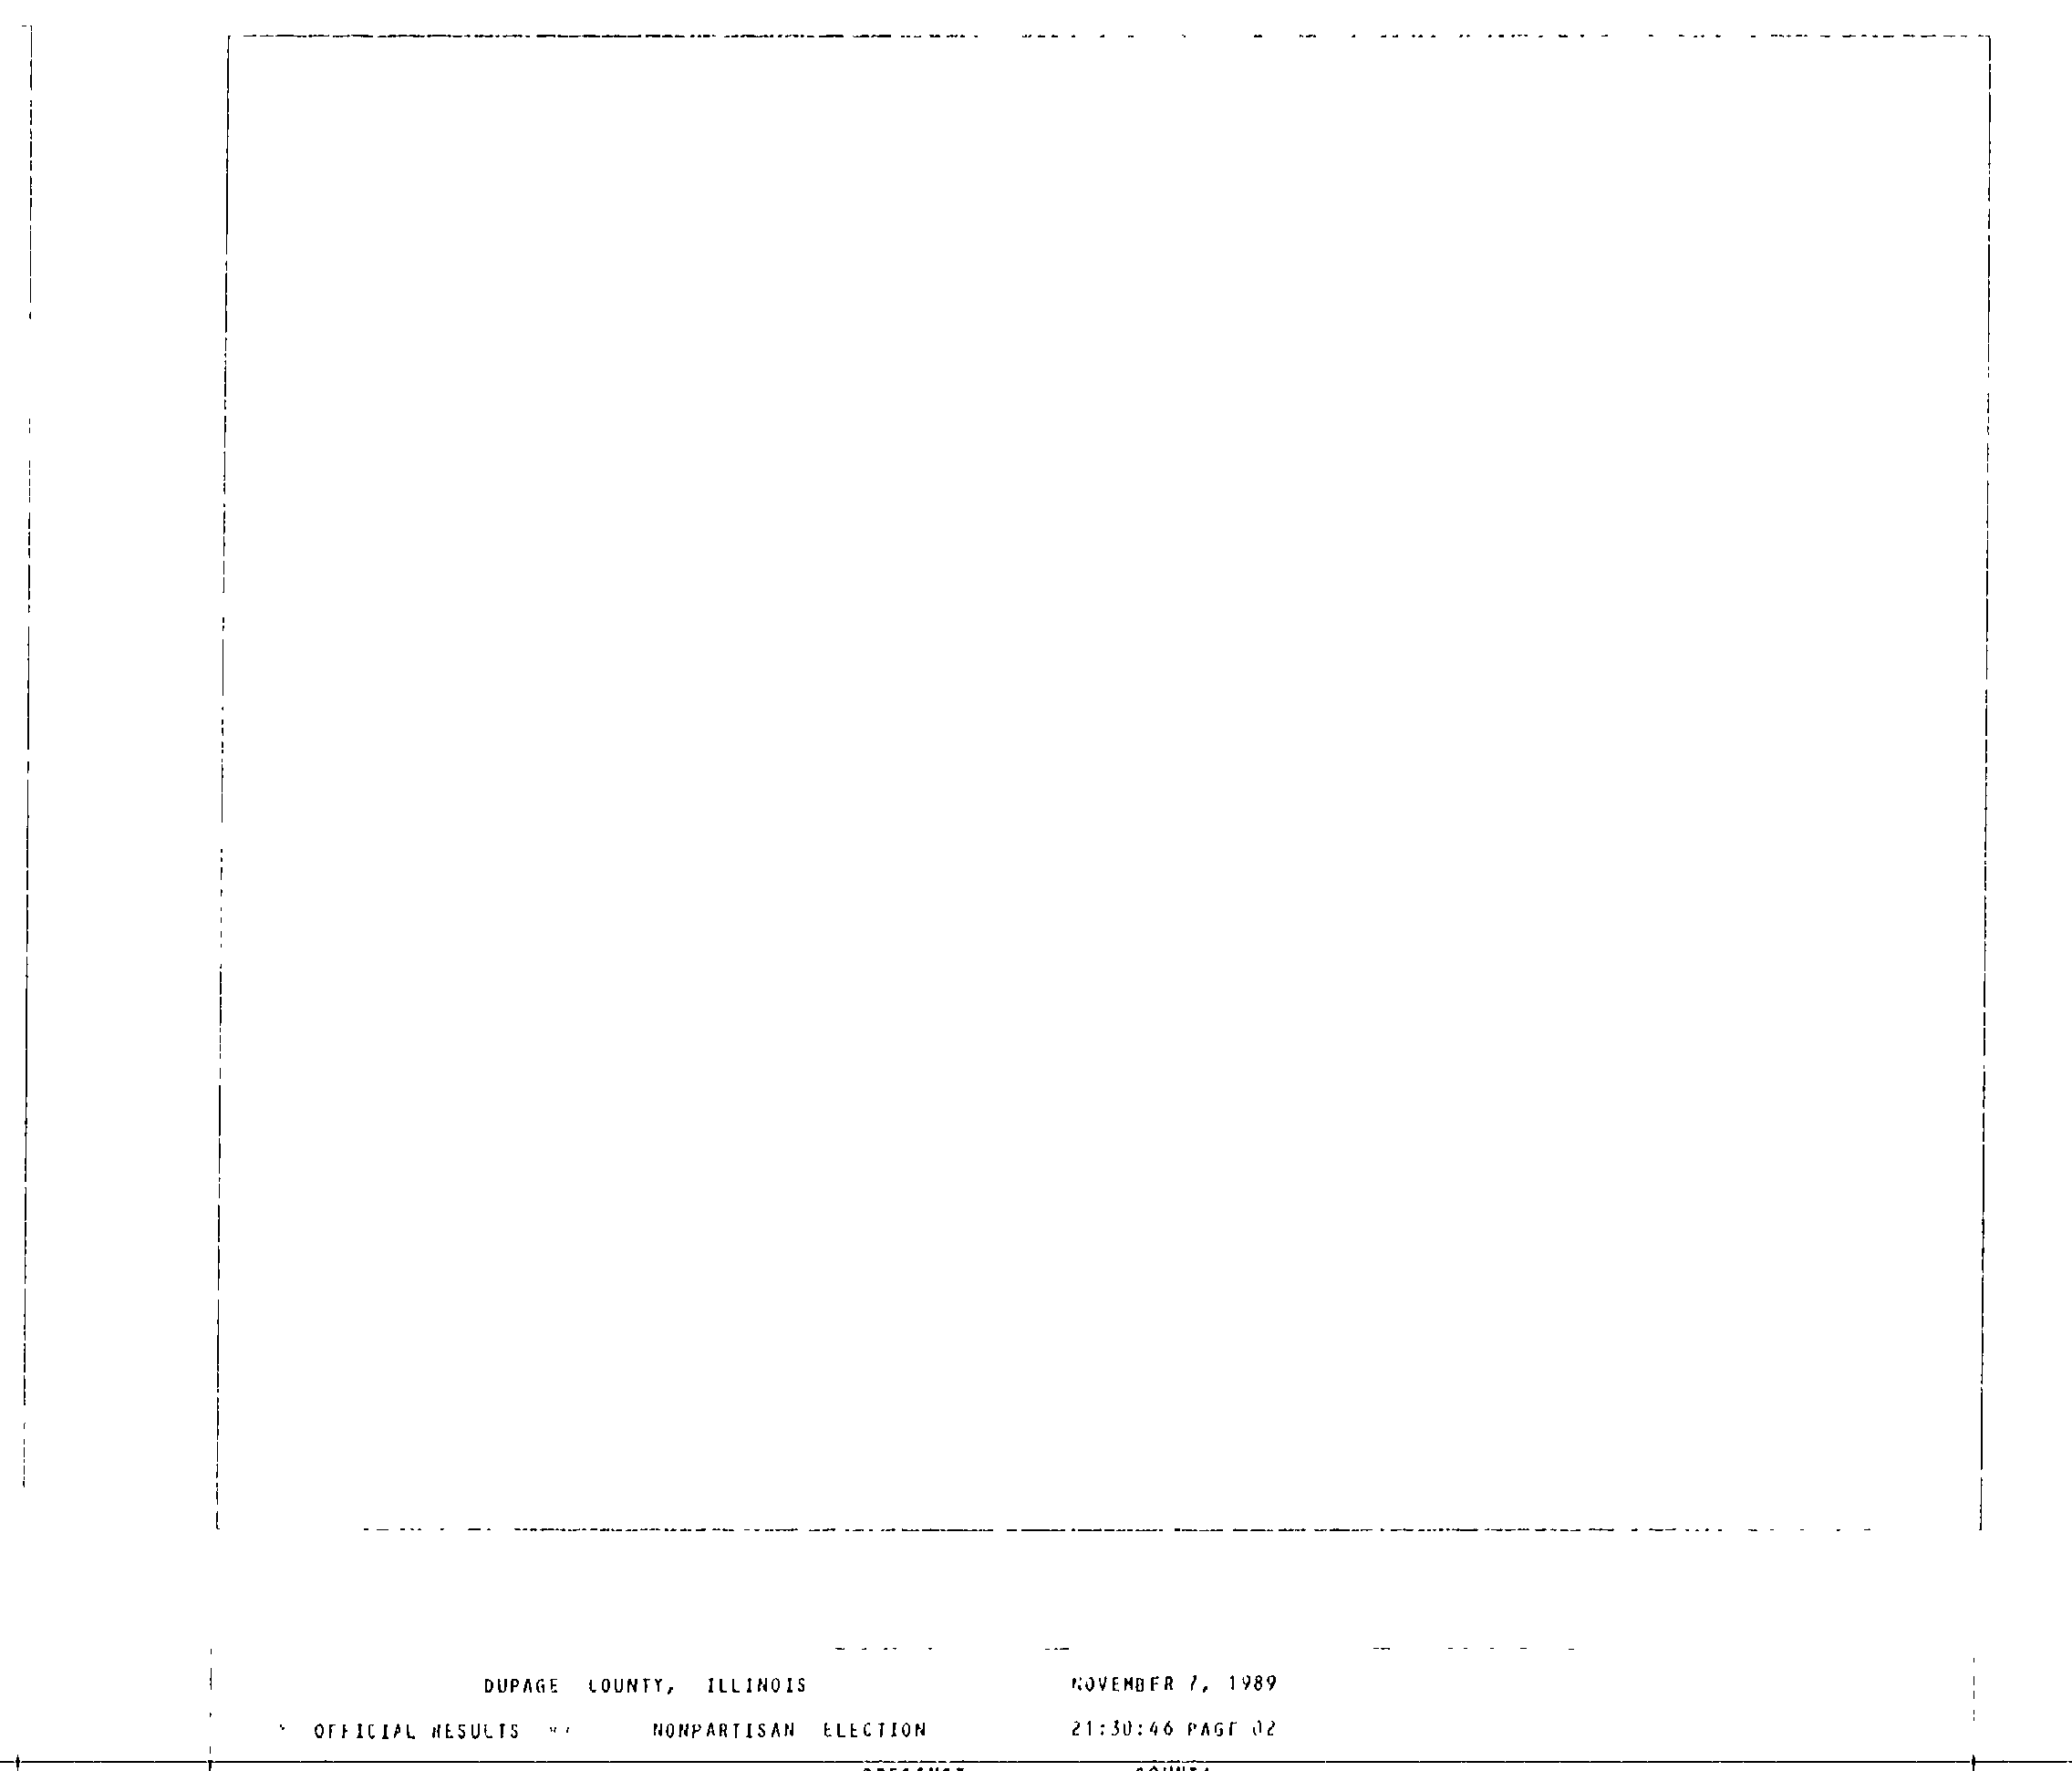 DUPAGE COUNTY, ILLINOIS NOVEMBER 7, 1989
OFFICIAL RESULTS NONPARTISAN ELECTION 21:30:46 PAGE 02